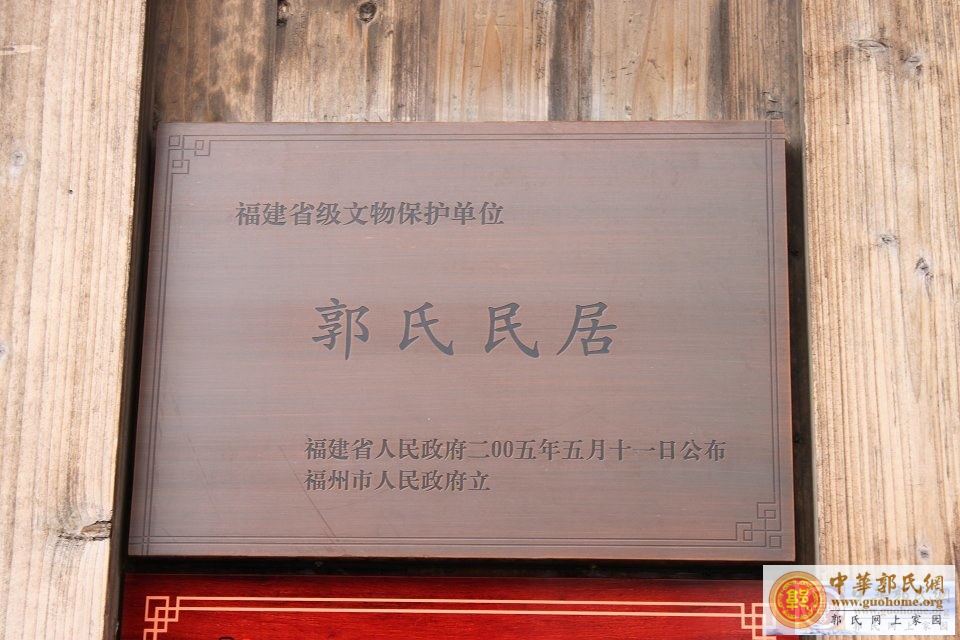 福建省级文物保护单位
郭氏民居
福建省人民政府二00五年五月十一日公布
福州市人民政府立
中華郭氏網
www.guohome.org
郭氏网上家园